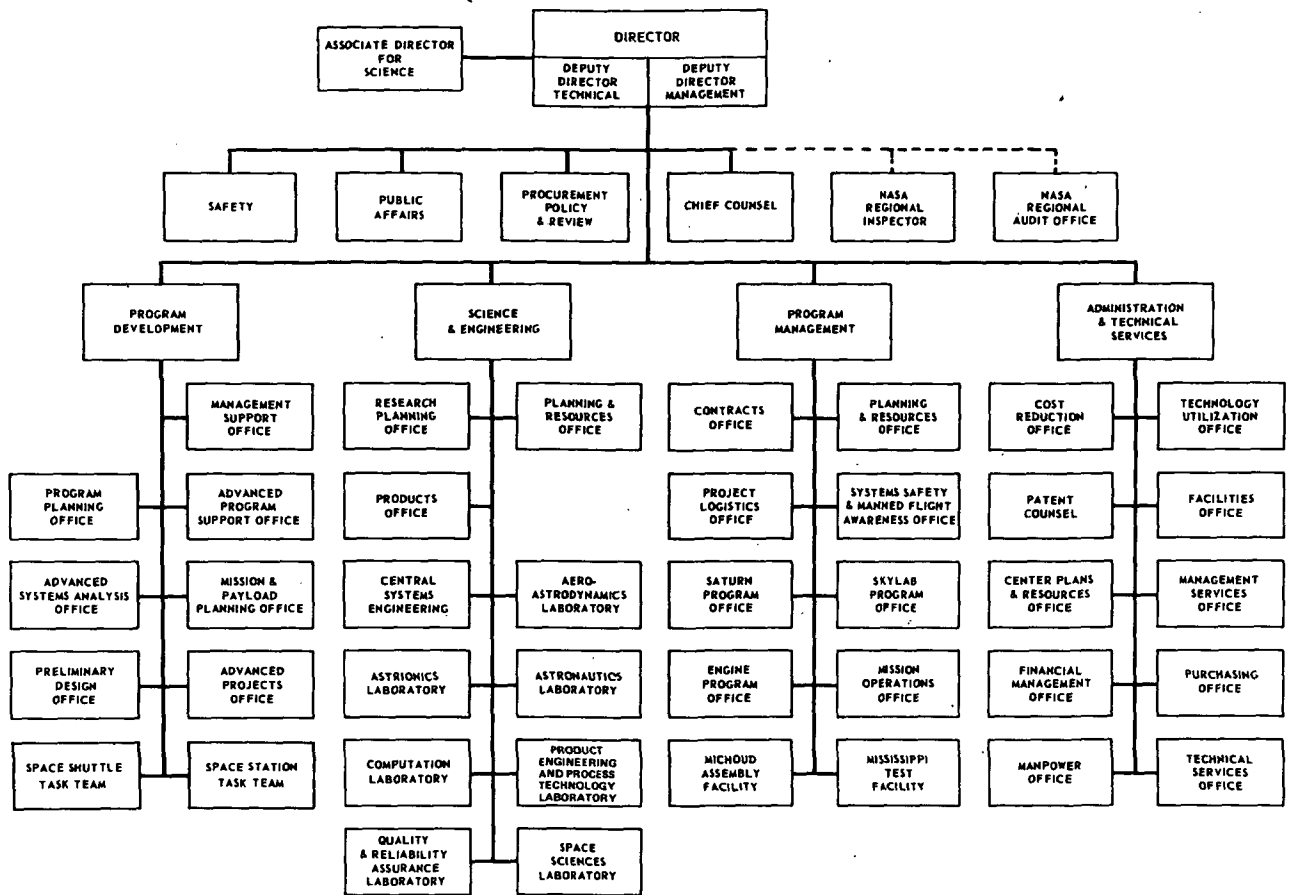 ASSOCIATE DIRECTOR
FOR
SCIENCE
DIRECTOR
DEPUTY
DIRECTOR
TECHNICAL
DEPUTY
DIRECTOR
MANAGEMENT
SAFETY
PUBLIC
AFFAIRS
PROCUREMENT
POLICY
& REVIEW
CHIEF COUNSEL
NASA
REGIONAL
INSPECTOR
NASA
REGIONAL
AUDIT OFFICE
PROGRAM
DEVELOPMENT
SCIENCE
& ENGINEERING
PROGRAM
MANAGEMENT
ADMINISTRATION
& TECHNICAL
SERVICES
MANAGEMENT
SUPPORT
OFFICE
PROGRAM
PLANNING
OFFICE
ADVANCED
PROGRAM
SUPPORT OFFICE
ADVANCED
SYSTEMS ANALYSIS
OFFICE
MISSION &
PAYLOAD
PLANNING OFFICE
PRELIMINARY
DESIGN
OFFICE
ADVANCED
PROJECTS
OFFICE
SPACE SHUTTLE
TASK TEAM
SPACE STATION
TASK TEAM
RESEARCH
PLANNING
OFFICE
PLANNING &
RESOURCES
OFFICE
PRODUCTS
OFFICE
CENTRAL
SYSTEMS
ENGINEERING
AERO-
ASTRODYNAMICS
LABORATORY
ASTRIONICS
LABORATORY
ASTRONAUTICS
LABORATORY
COMPUTATION
LABORATORY
PRODUCT
ENGINEERING
AND PROCESS
TECHNOLOGY
LABORATORY
QUALITY
& RELIABILITY
ASSURANCE
LABORATORY
SPACE
SCIENCES
LABORATORY
CONTRACTS
OFFICE
PLANNING
& RESOURCES
OFFICE
PROJECT
LOGISTICS
OFFICE
SYSTEMS SAFETY
& MANNED FLIGHT
AWARENESS OFFICE
SATURN
PROGRAM
OFFICE
SKYLAB
PROGRAM
OFFICE
ENGINE
PROGRAM
OFFICE
MISSION
OPERATIONS
OFFICE
MICHOUD
ASSEMBLY
FACILITY
MISSISSIPPI
TEST
FACILITY
COST
REDUCTION
OFFICE
TECHNOLOGY
UTILIZATION
OFFICE
PATENT
COUNSEL
FACILITIES
OFFICE
CENTER PLANS
& RESOURCES
OFFICE
MANAGEMENT
SERVICES
OFFICE
FINANCIAL
MANAGEMENT
OFFICE
PURCHASING
OFFICE
MANPOWER
OFFICE
TECHNICAL
SERVICES
OFFICE